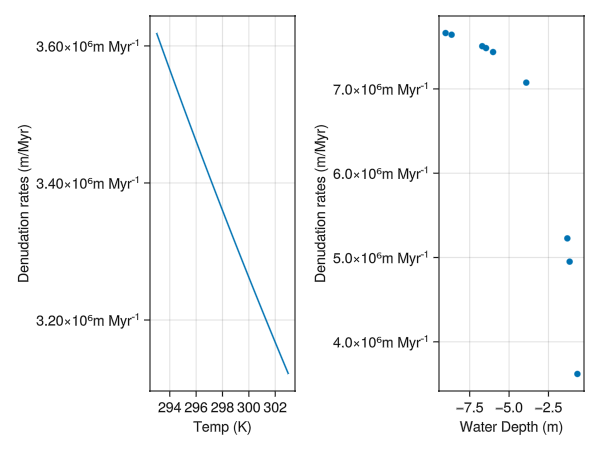 Denudation rates (m/Myr)
3.60×10⁶m Myr⁻¹
3.40×10⁶m Myr⁻¹
3.20×10⁶m Myr⁻¹
294 296 298 300 302
Temp (K)
Denudation rates (m/Myr)
7.0×10⁶m Myr⁻¹
6.0×10⁶m Myr⁻¹
5.0×10⁶m Myr⁻¹
4.0×10⁶m Myr⁻¹
−7.5 −5.0 −2.5
Water Depth (m)